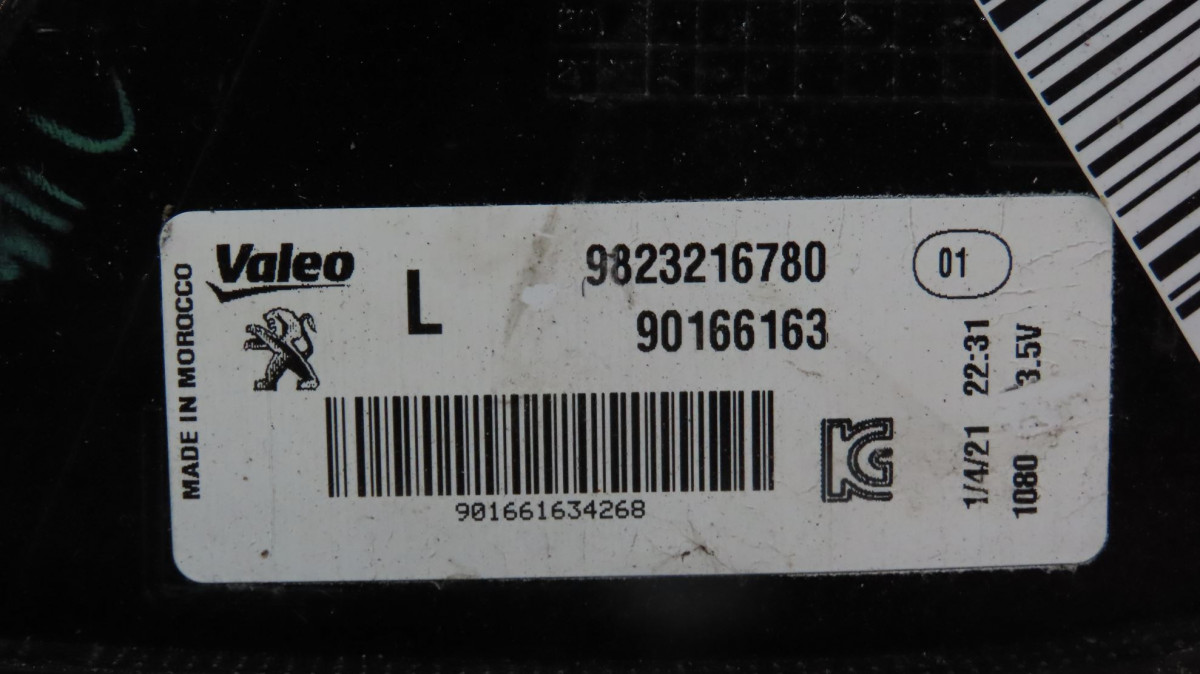 MADE IN MOROCCO
Valeo
L
9823216780
90166163
01
901661634268
1/4/21 22:31
1080 3.5V